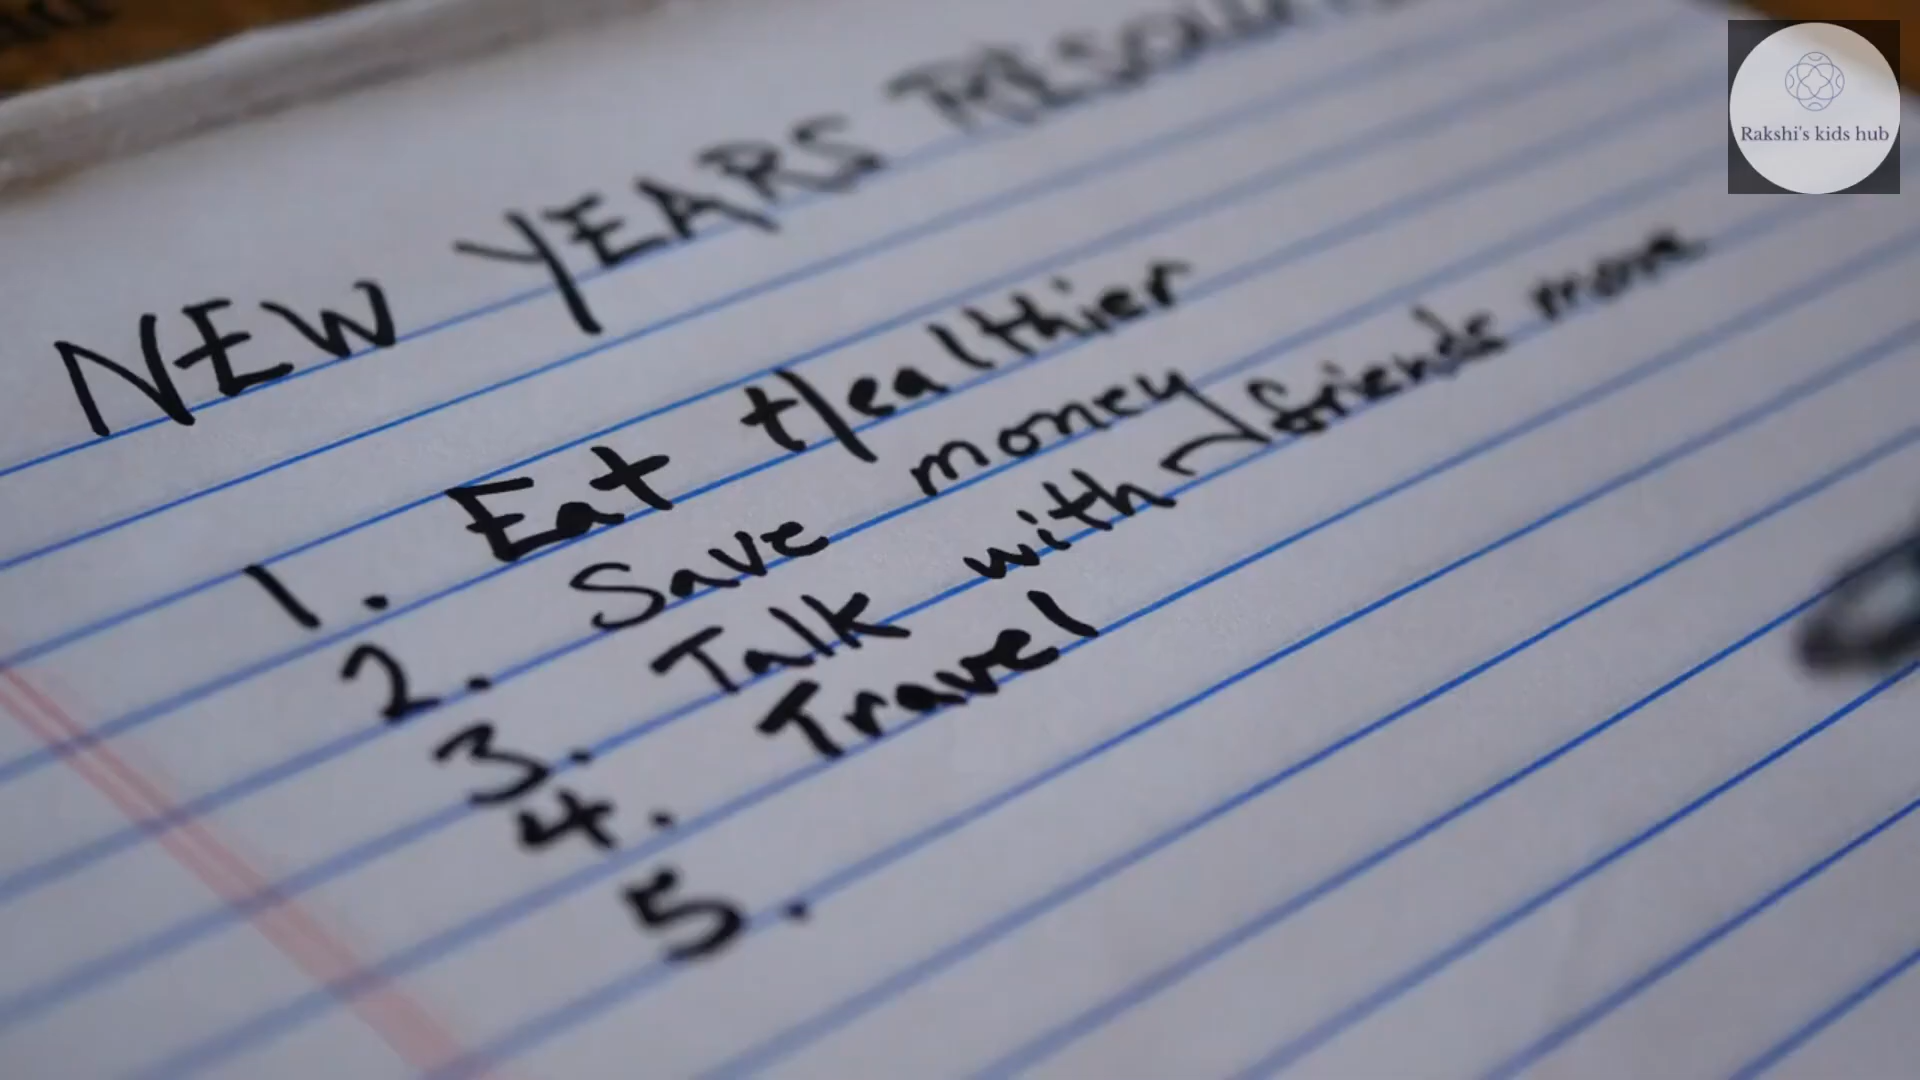 NEW YEARS
1. Eat Healthier
2. Save money
3. Talk with friends more
4. Travel
5.
Rakshi's kids hub